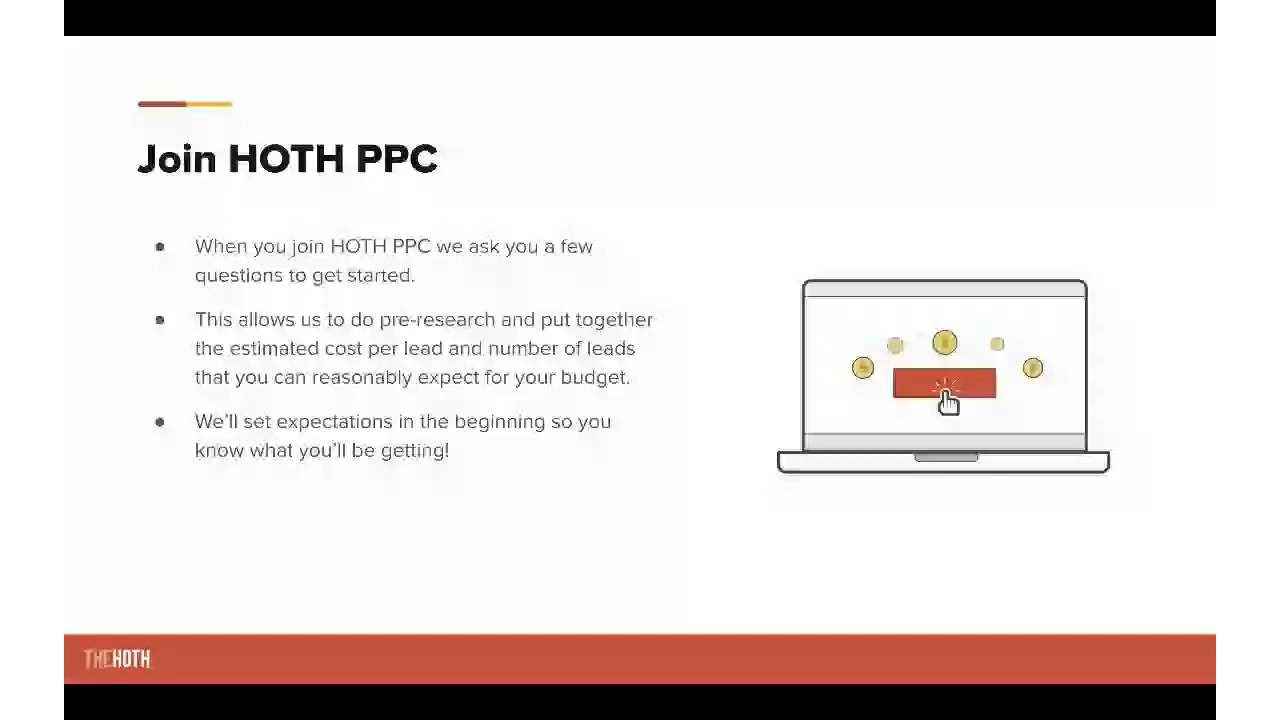 Join HOTH PPC
● When you join HOTH PPC we ask you a few
questions to get started.
● This allows us to do pre-research and put together
the estimated cost per lead and number of leads
that you can reasonably expect for your budget.
● We'll set expectations in the beginning so you
know what you'll be getting!
THEHOTH